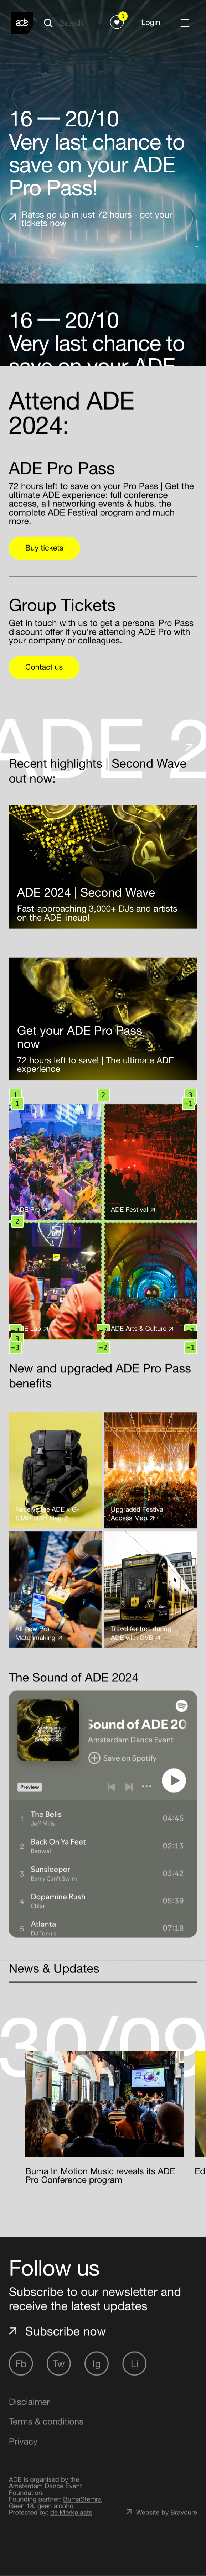 ade
Search
0
Login
16 — 20/10
Very last chance to
save on your ADE
Pro Pass!
Rates go up in just 72 hours - get your
tickets now
16 — 20/10
Very last chance to
save on your ADE
Attend ADE
2024:
ADE Pro Pass
72 hours left to save on your Pro Pass | Get the
ultimate ADE experience: full conference
access, all networking events & hubs, the
complete ADE Festival program and much
more.
Buy tickets
Group Tickets
Get in touch with us to get a personal Pro Pass
discount offer if you're attending ADE Pro with
your company or colleagues.
Contact us
ADE 2
Recent highlights | Second Wave
out now:
ADE 2024 | Second Wave
Fast-approaching 3,000+ DJs and artists
on the ADE lineup!
Get your ADE Pro Pass
now
72 hours left to save! | The ultimate ADE
experience
1 2 3
1 -1
ADE Pro
ADE Festival
2
ADE Lab
ADE Arts & Culture
-2 -1
3
-3 -2 -1
New and upgraded ADE Pro Pass
benefits
Receive the ADE x G-
STAR 2024 Bag
Upgraded Festival
Access Map
All-new Pro
Matchmaking
Travel for free during
ADE with GVB
The Sound of ADE 2024
Sound of ADE 20
Amsterdam Dance Event
Save on Spotify
Preview
1 The Bells 04:45
Jeff Mills
2 Back On Ya Feet 02:13
Benwal
3 Sunsleeper 03:42
Barry Can't Swim
4 Dopamine Rush 05:39
Chlär
5 Atlanta 07:18
DJ Tennis
News & Updates
30/09
Buma In Motion Music reveals its ADE
Pro Conference program
Ed
Follow us
Subscribe to our newsletter and
receive the latest updates
Subscribe now
Fb
Tw
Ig
Li
Disclaimer
Terms & conditions
Privacy
ADE is organised by the
Amsterdam Dance Event
Foundation.
Founding partner: BumaStemra
Geen 18, geen alcohol
Protected by: de Merkplaats
Website by Bravoure